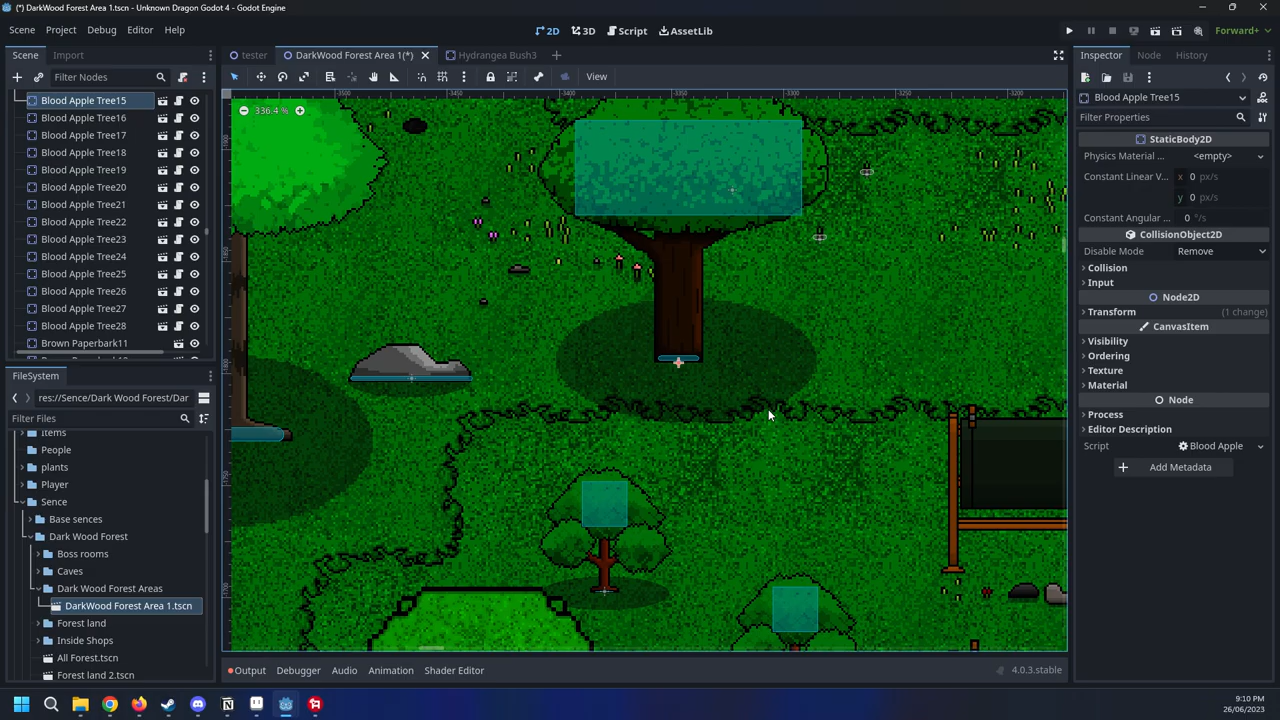 (*) DarkWood Forest Area 1.tscn - Unknown Dragon Godot 4 - Godot Engine
Scene Project Debug Editor Help
2D 3D Script AssetLib
Forward+
Scene Import
tester DarkWood Forest Area 1(*) Hydrangea Bush3
Inspector Node History
Filter Nodes
View
Blood Apple Tree15
Blood Apple Tree16
Blood Apple Tree17
Blood Apple Tree18
Blood Apple Tree19
Blood Apple Tree20
Blood Apple Tree21
Blood Apple Tree22
Blood Apple Tree23
Blood Apple Tree24
Blood Apple Tree25
Blood Apple Tree26
Blood Apple Tree27
Blood Apple Tree28
Brown Paperbark11
FileSystem
res://Sence/Dark Wood Forest/Dar
Filter Files
Items
People
plants
Player
Sence
Base sences
Dark Wood Forest
Boss rooms
Caves
Dark Wood Forest Areas
DarkWood Forest Area 1.tscn
Forest land
Inside Shops
All Forest.tscn
Forest land 2.tscn
-3500 -3450 -3400 -3350 -3300 -3250 -3200
336.4 %
Output Debugger Audio Animation Shader Editor
4.0.3.stable
Blood Apple Tree15
Filter Properties
StaticBody2D
Physics Material ... <empty>
Constant Linear V... x 0 px/s
y 0 px/s
Constant Angular ... 0 °/s
CollisionObject2D
Disable Mode Remove
Collision
Input
Node2D
Transform (1 change)
CanvasItem
Visibility
Ordering
Texture
Material
Node
Process
Editor Description
Script Blood Apple
Add Metadata
9:10 PM
26/06/2023